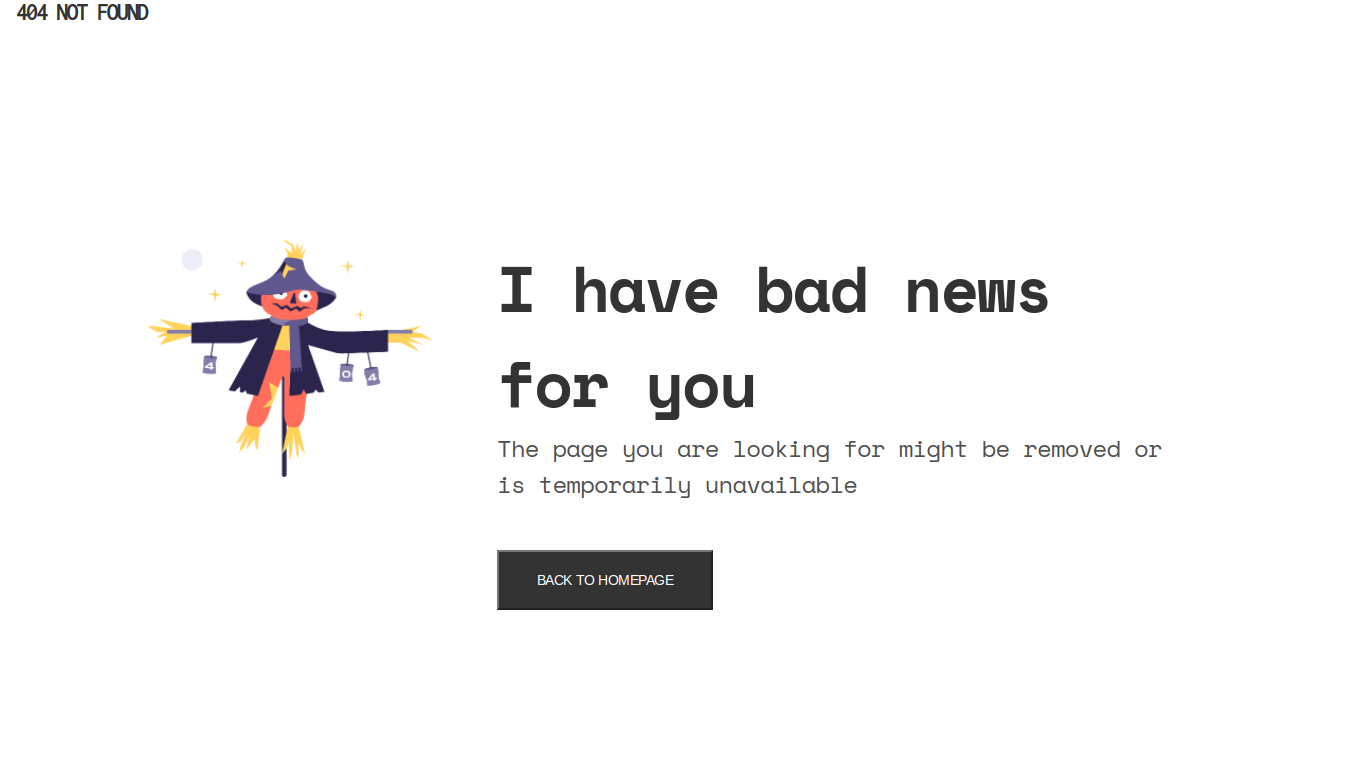 404 NOT FOUND
I have bad news
for you
4
0
4
The page you are looking for might be removed or
is temporarily unavailable
BACK TO HOMEPAGE